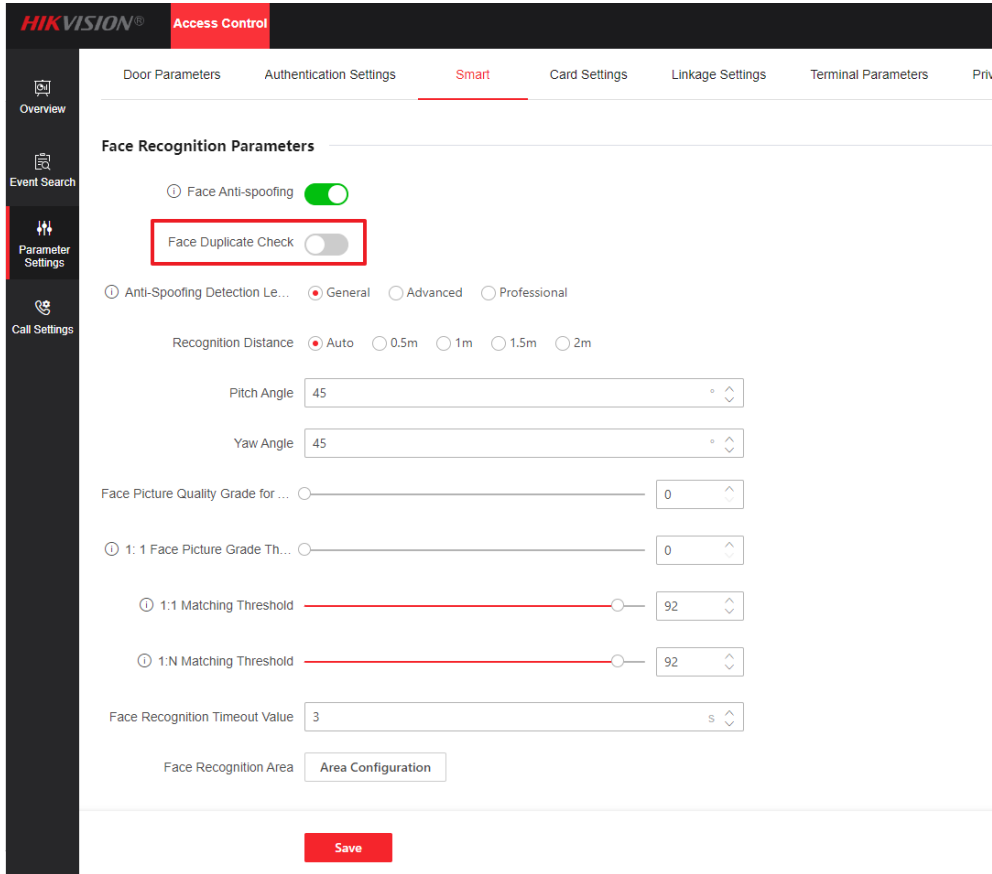 HIKVISION®
Access Control
Overview
Event Search
Parameter
Settings
Call Settings
Door Parameters
Authentication Settings
Smart
Card Settings
Linkage Settings
Terminal Parameters
Priv
Face Recognition Parameters
Face Anti-spoofing
Face Duplicate Check
Anti-Spoofing Detection Le... General Advanced Professional
Recognition Distance Auto 0.5m 1m 1.5m 2m
Pitch Angle 45 °
Yaw Angle 45 °
Face Picture Quality Grade for ... 0
1: 1 Face Picture Grade Th... 0
1:1 Matching Threshold 92
1:N Matching Threshold 92
Face Recognition Timeout Value 3 s
Face Recognition Area Area Configuration
Save